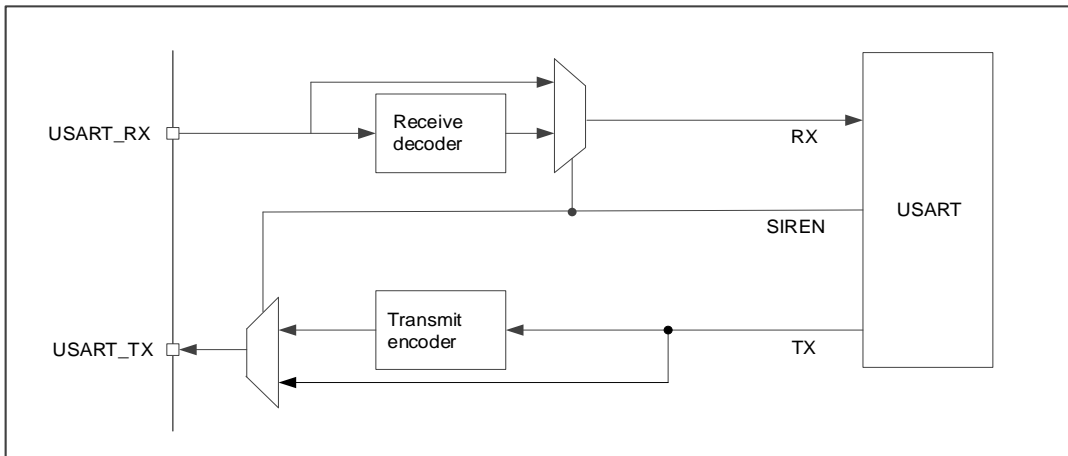 USART_RX
Receive
decoder
RX
SIREN
USART
USART_TX
Transmit
encoder
TX